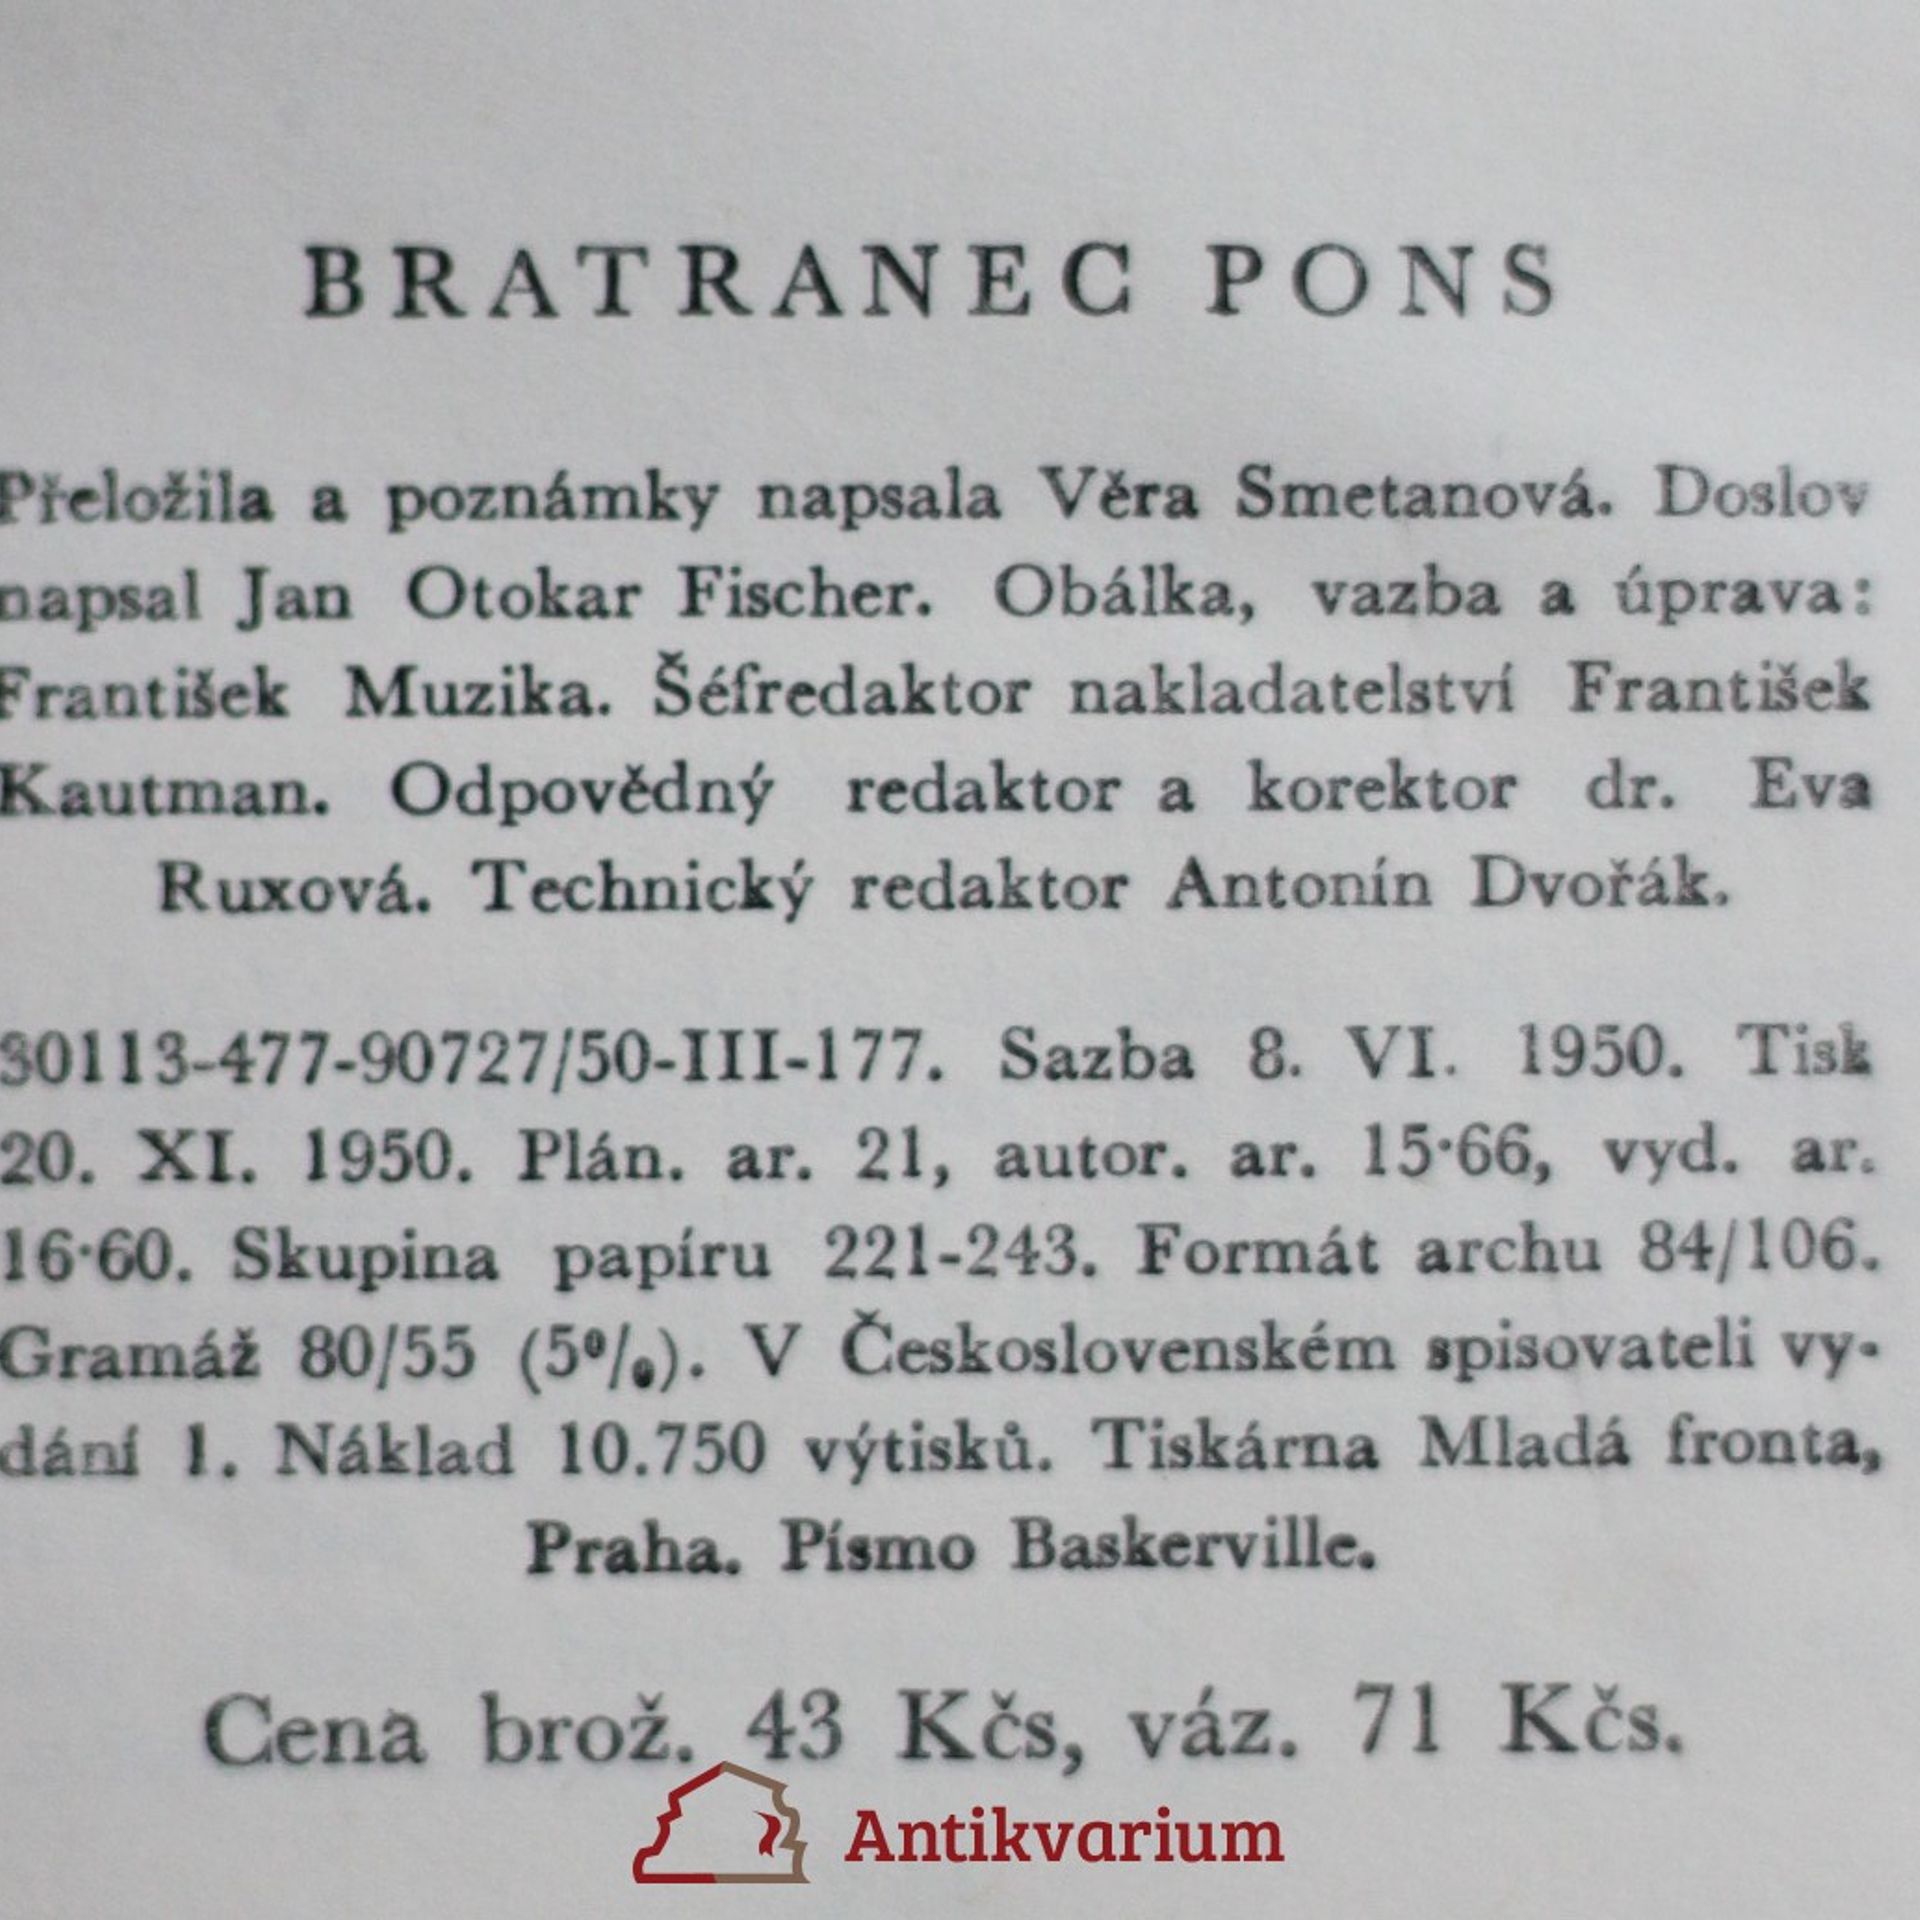 BRATRANEC PONS
Přeložila a poznámky napsala Věra Smetanová. Doslov
napsal Jan Otokar Fischer. Obálka, vazba a úprava:
František Muzika. Šéfredaktor nakladatelství František
Kautman. Odpovědný redaktor a korektor dr. Eva
Ruxová. Technický redaktor Antonín Dvořák.
30113-477-90727/50-III-177. Sazba 8. VI. 1950. Tisk
20. XI. 1950. Plán. ar. 21, autor. ar. 15·66, vyd. ar.
16·60. Skupina papíru 221-243. Formát archu 84/106.
Gramáž 80/55 (5%). V Československém spisovateli vy-
dání 1. Náklad 10.750 výtisků. Tiskárna Mladá fronta,
Praha. Písmo Baskerville.
Cena brož. 43 Kčs, váz. 71 Kčs.
Antikvarium